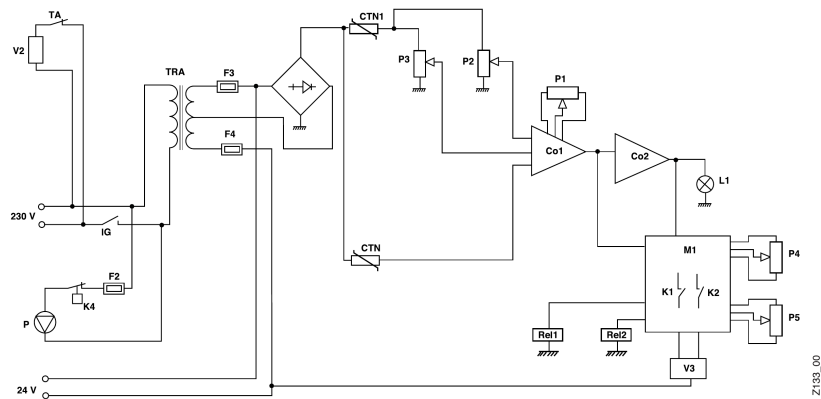 TA
V2
TRA
F3
F4
CTN1
P3
P2
P1
Co1
Co2
L1
230 V
IG
F2
K4
P
CTN
M1
K1
K2
P4
P5
Rel1
Rel2
V3
24 V
Z133_00